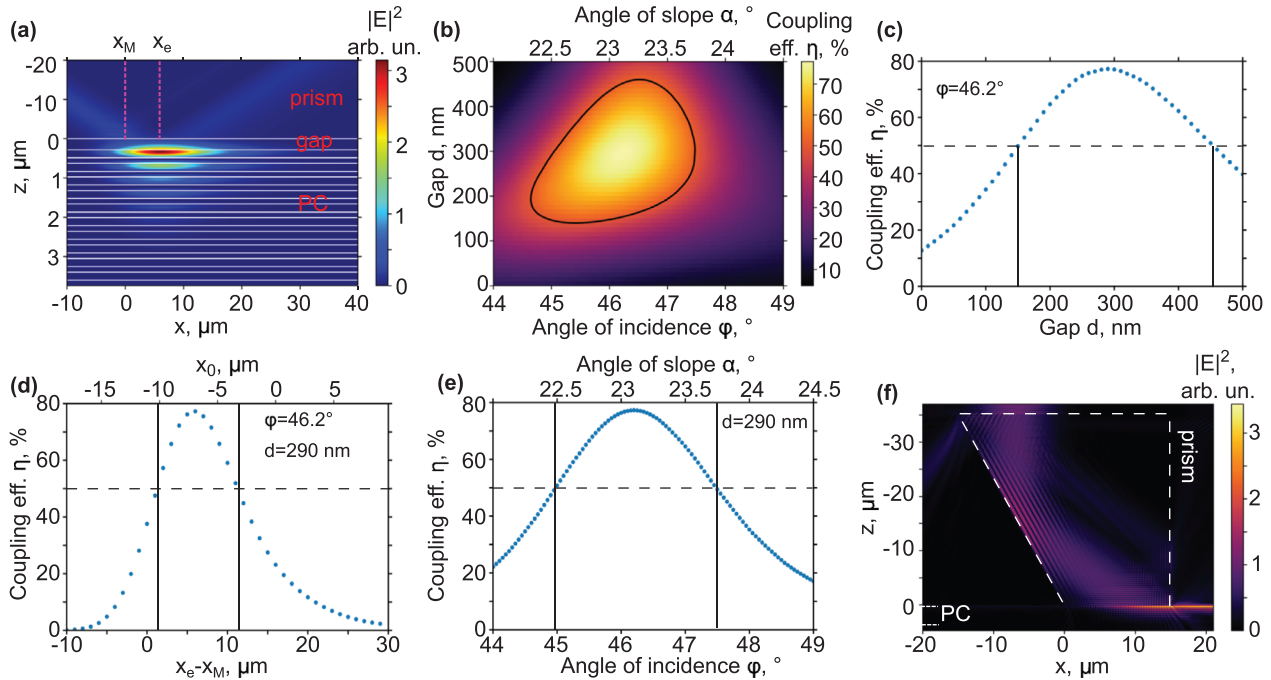 (a)
x_M
x_e
|E|²
arb. un.
-20
-10
0
1
2
3
z, µm
prism
gap
PC
3
2
1
0
-10
0
10
20
30
40
x, µm
(b)
Angle of slope α, °
22.5
23
23.5
24
Coupling
eff. η, %
500
400
300
200
100
0
Gap d, nm
70
60
50
40
30
20
10
44
45
46
47
48
49
Angle of incidence φ, °
(c)
80
60
40
20
0
Coupling eff. η, %
φ=46.2°
0
100
200
300
400
500
Gap d, nm
(d)
x₀, µm
-15
-10
-5
0
5
80
60
40
20
0
Coupling eff. η, %
φ=46.2°
d=290 nm
-10
0
10
20
30
x_e-x_M, µm
(e)
Angle of slope α, °
22.5
23
23.5
24
24.5
80
60
40
20
0
Coupling eff. η, %
d=290 nm
44
45
46
47
48
49
Angle of incidence φ, °
(f)
|E|²,
arb. un.
-30
-20
-10
0
z, µm
prism
PC
3
2
1
0
-20
-10
0
10
20
x, µm